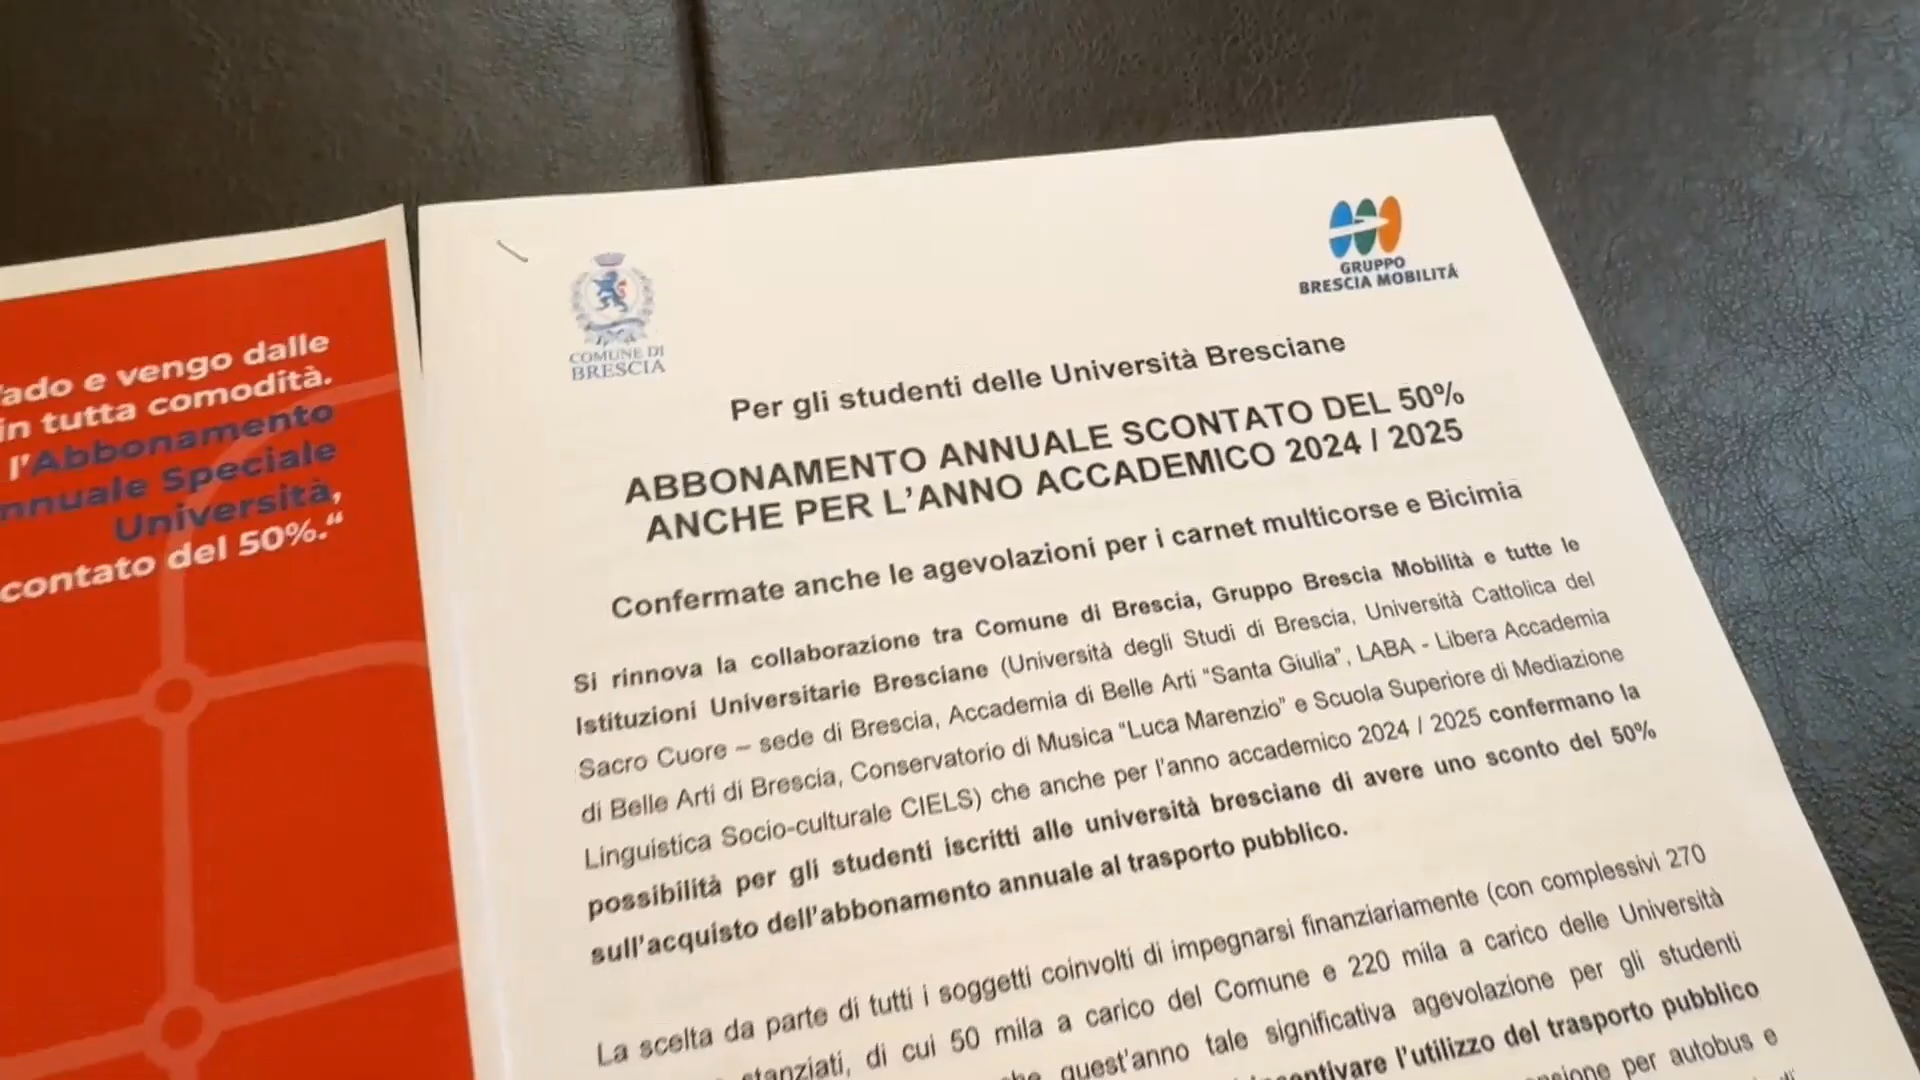 ado e vengo dalle
in tutta comodità.
l'Abbonamento
nnuale Speciale
Università,
contato del 50%.“
COMUNE DI
BRESCIA
GRUPPO
BRESCIA MOBILITÁ
Per gli studenti delle Università Bresciane
ABBONAMENTO ANNUALE SCONTATO DEL 50%
ANCHE PER L’ANNO ACCADEMICO 2024 / 2025
Confermate anche le agevolazioni per i carnet multicorse e Bicimia
Si rinnova la collaborazione tra Comune di Brescia, Gruppo Brescia Mobilità e tutte le
Istituzioni Universitarie Bresciane (Università degli Studi di Brescia, Università Cattolica del
Sacro Cuore – sede di Brescia, Accademia di Belle Arti “Santa Giulia”, LABA - Libera Accademia
di Belle Arti di Brescia, Conservatorio di Musica “Luca Marenzio” e Scuola Superiore di Mediazione
Linguistica Socio-culturale CIELS) che anche per l’anno accademico 2024 / 2025 confermano la
possibilità per gli studenti iscritti alle università bresciane di avere uno sconto del 50%
sull’acquisto dell’abbonamento annuale al trasporto pubblico.
La scelta da parte di tutti i soggetti coinvolti di impegnarsi finanziariamente (con complessivi 270
stanziati, di cui 50 mila a carico del Comune e 220 mila a carico delle Università
quest’anno tale significativa agevolazione per gli studenti
l’utilizzo del trasporto pubblico
per autobus e